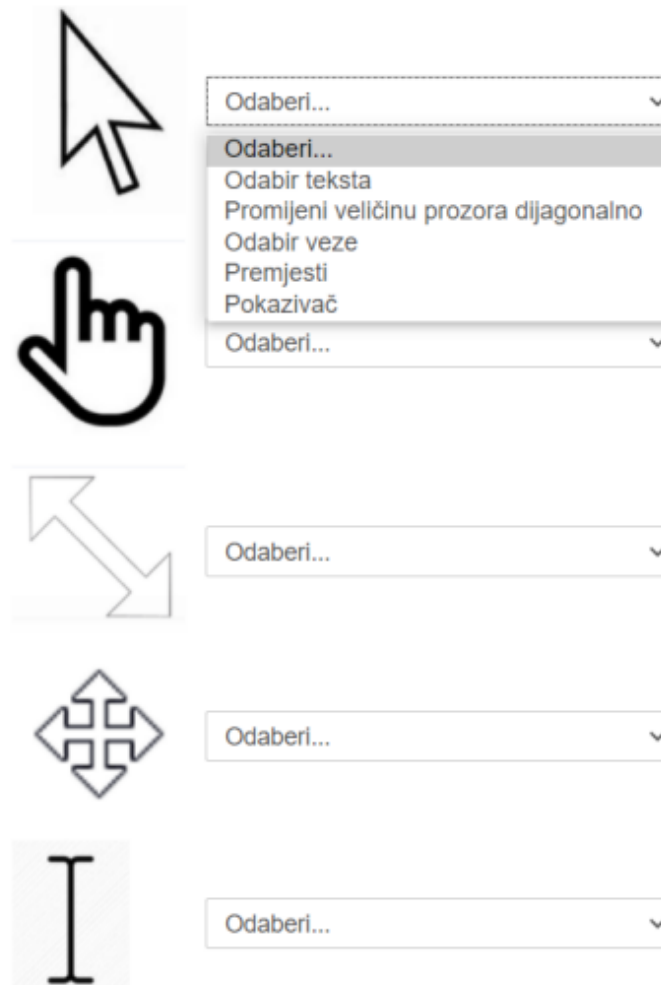 Odaberi...
Odaberi...
Odabir teksta
Promijeni veličinu prozora dijagonalno
Odabir veze
Premjesti
Pokazivač
Odaberi...
Odaberi...
Odaberi...
Odaberi...